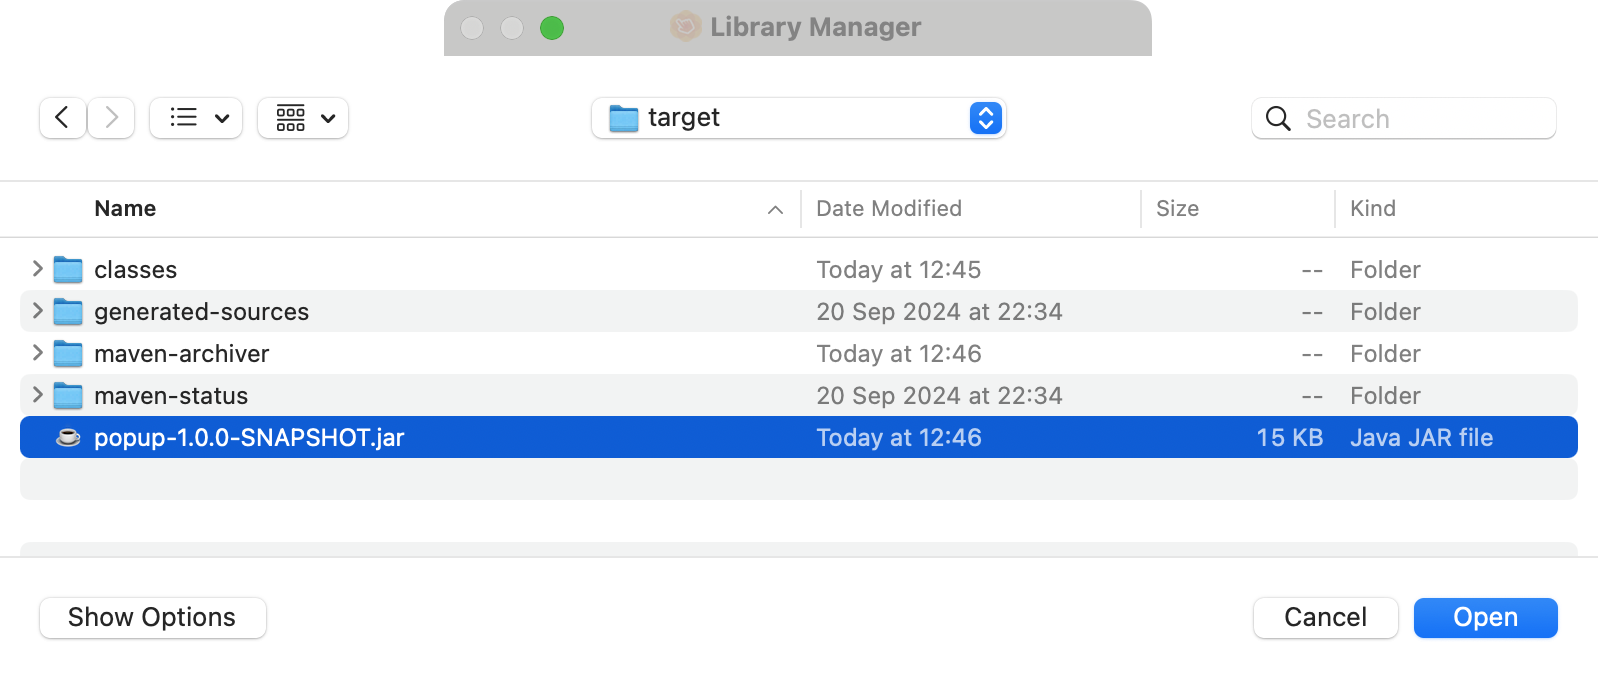 Library Manager
target
Search
Name Date Modified Size Kind
classes Today at 12:45 -- Folder
generated-sources 20 Sep 2024 at 22:34 -- Folder
maven-archiver Today at 12:46 -- Folder
maven-status 20 Sep 2024 at 22:34 -- Folder
popup-1.0.0-SNAPSHOT.jar Today at 12:46 15 KB Java JAR file
Show Options Cancel Open